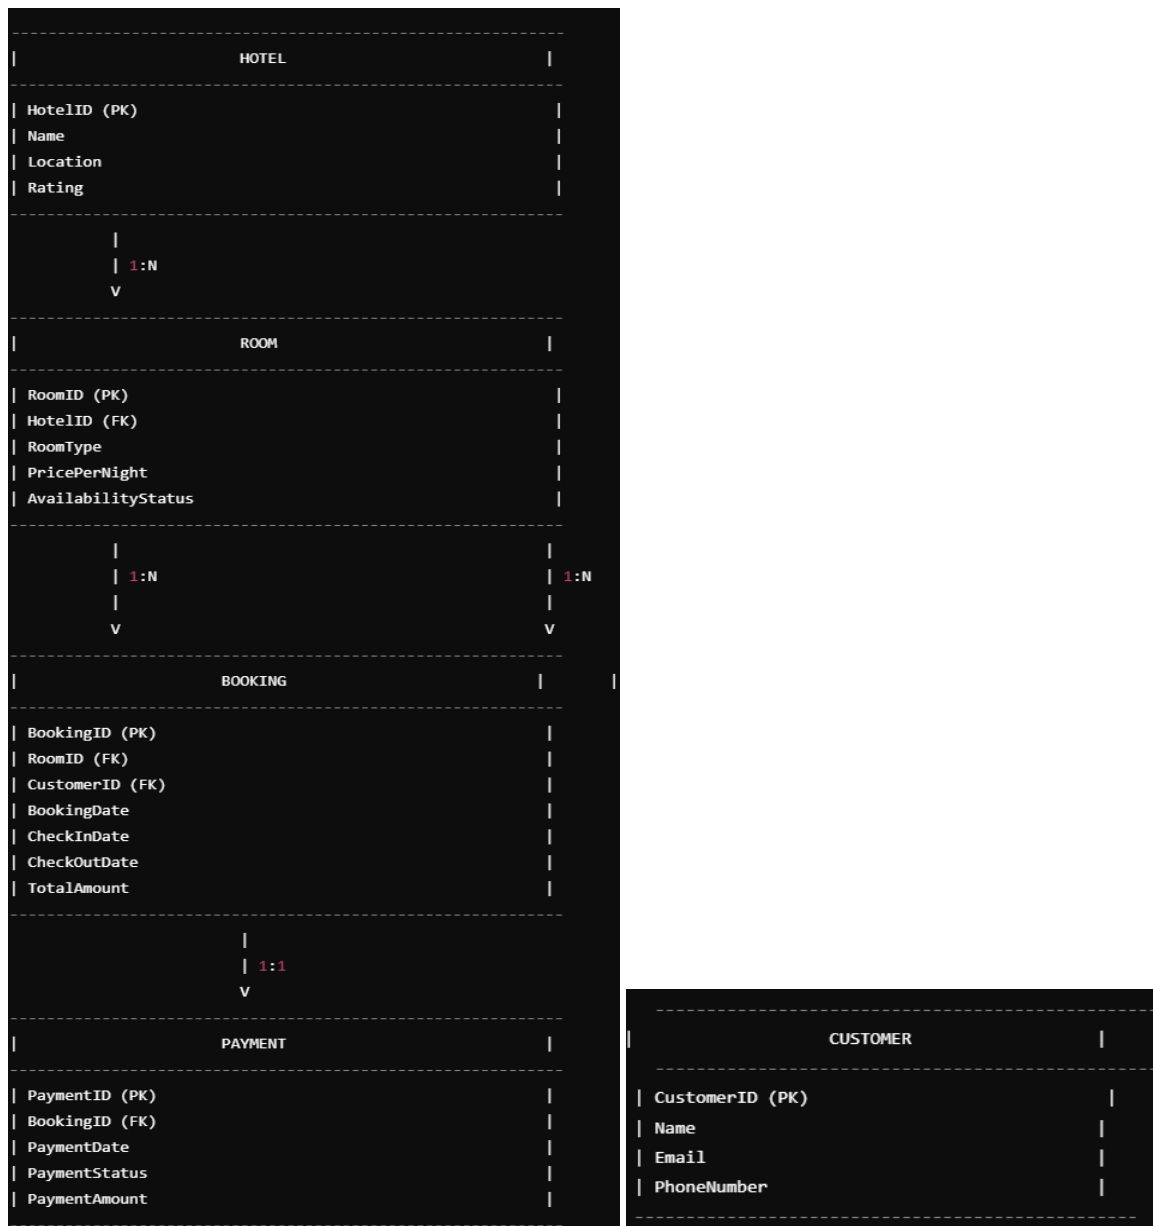 HOTEL
HotelID (PK)
Name
Location
Rating
1:N
ROOM
RoomID (PK)
HotelID (FK)
RoomType
PricePerNight
AvailabilityStatus
1:N 1:N
BOOKING
BookingID (PK)
RoomID (FK)
CustomerID (FK)
BookingDate
CheckInDate
CheckOutDate
TotalAmount
1:1
PAYMENT
PaymentID (PK)
BookingID (FK)
PaymentDate
PaymentStatus
PaymentAmount
CUSTOMER
CustomerID (PK)
Name
Email
PhoneNumber